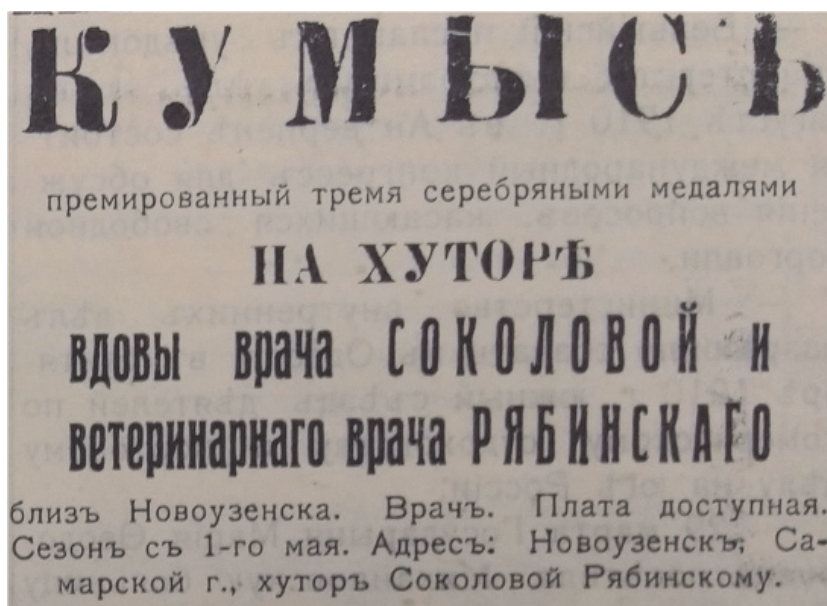 КУМЫСЪ
премированный тремя серебряными медалями
НА ХУТОРѢ
вдовы врача СОКОЛОВОЙ и
ветеринарнаго врача РЯБИНСКАГО
близъ Новоузенска. Врачъ. Плата доступная.
Сезонъ съ 1-го мая. Адресъ: Новоузенскъ, Са-
марской г., хуторъ Соколовой Рябинскому.